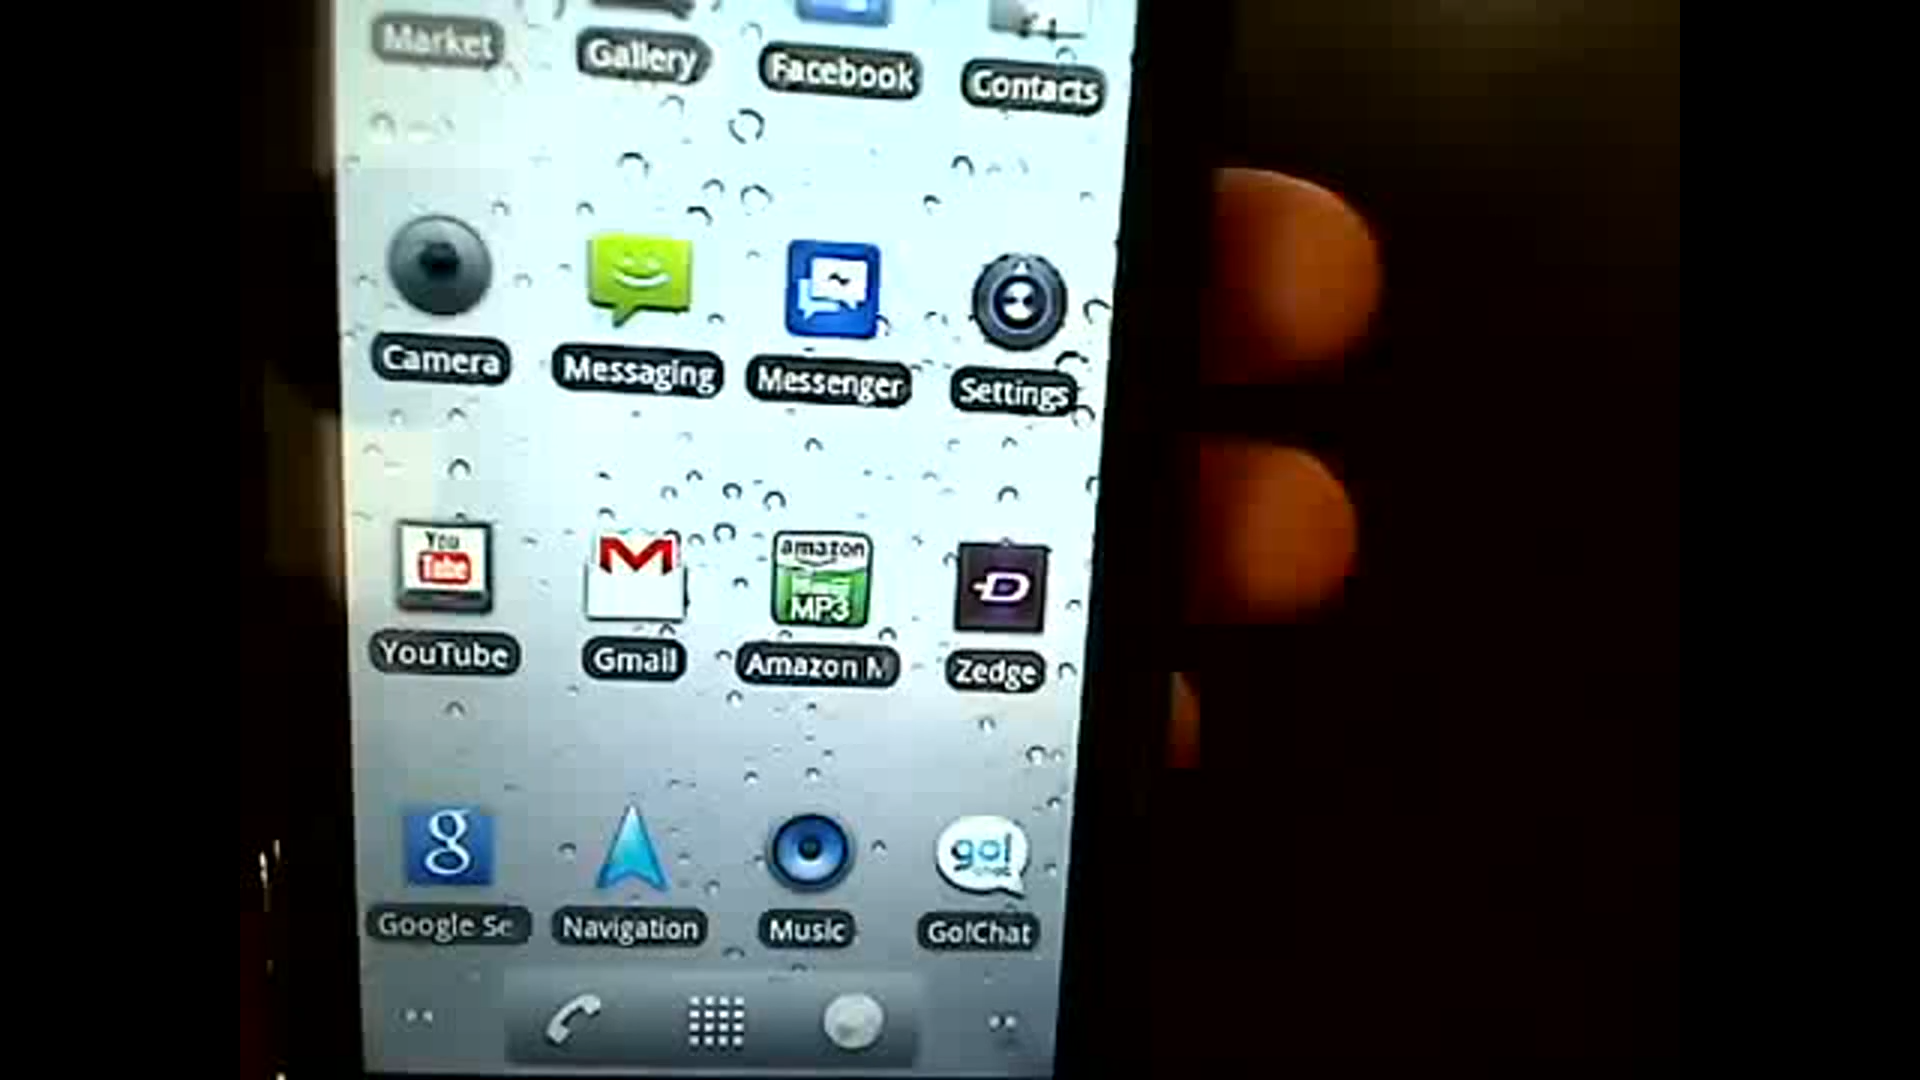 Market Gallery Facebook Contacts
Camera Messaging Messenger Settings
You
Tube
amazon
MP3
YouTube Gmail Amazon M Zedge
g
go!
chat
Google Se Navigation Music Go!Chat